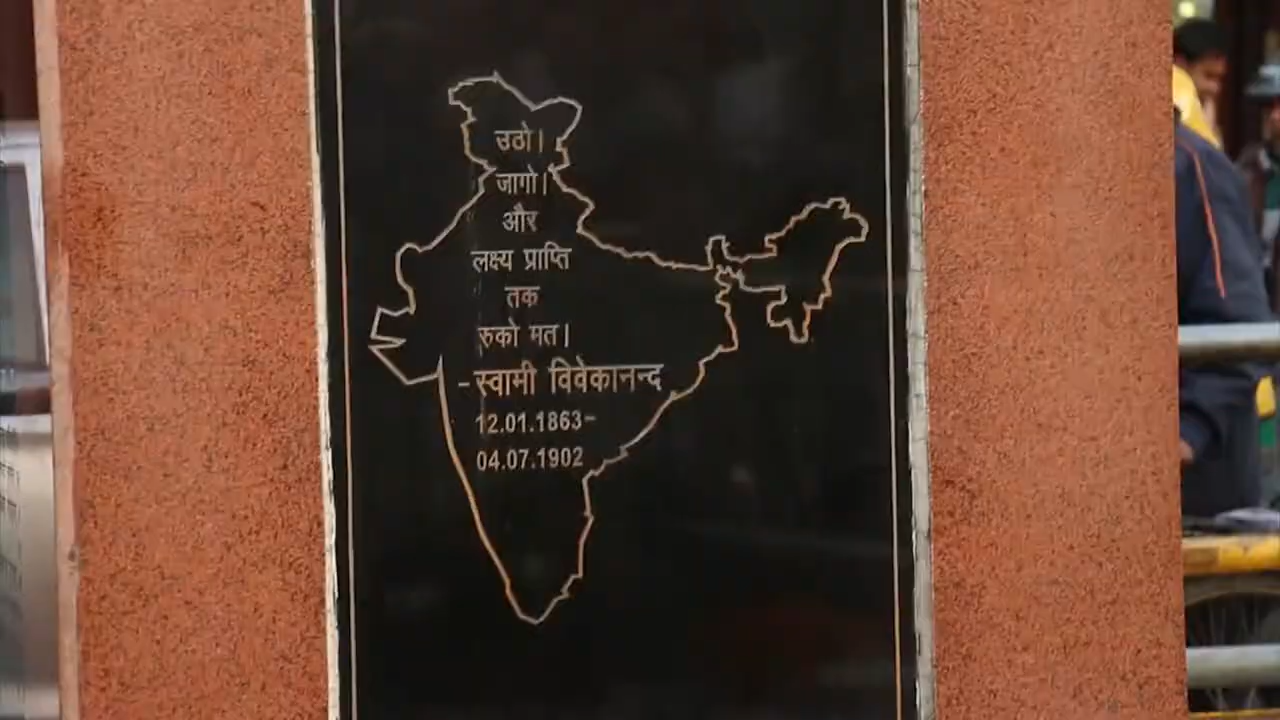 उठो।
जागो।
और
लक्ष्य प्राप्ति
तक
रुको मत।
-स्वामी विवेकानन्द
12.01.1863-
04.07.1902